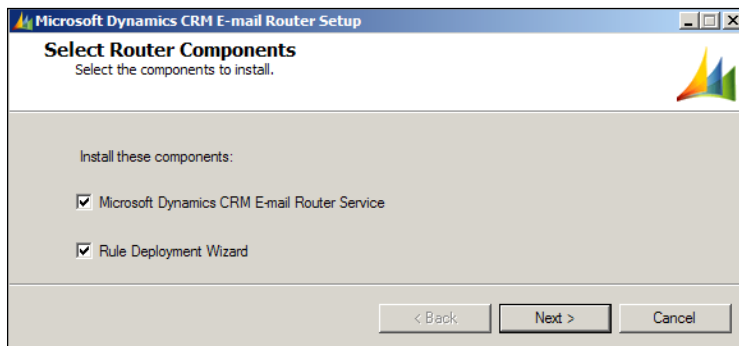 Microsoft Dynamics CRM E-mail Router Setup
Select Router Components
Select the components to install.
Install these components:
Microsoft Dynamics CRM E-mail Router Service
Rule Deployment Wizard
< Back Next > Cancel